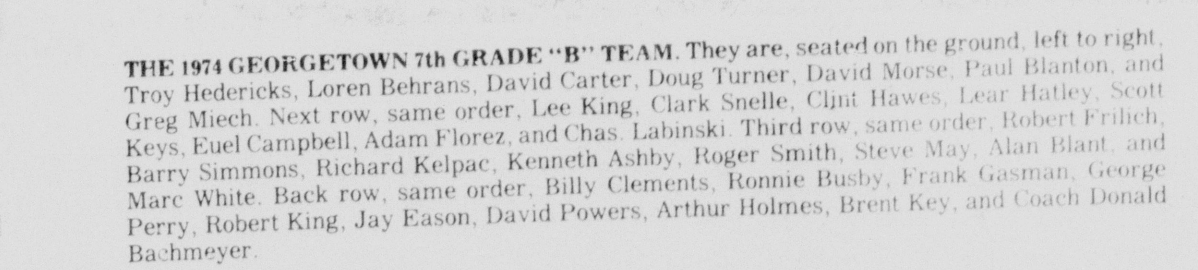 THE 1974 GEORGETOWN 7th GRADE "B" TEAM. They are, seated on the ground, left to right,
Troy Hedericks, Loren Behrans, David Carter, Doug Turner, David Morse, Paul Blanton, and
Greg Miech. Next row, same order, Lee King, Clark Snelle, Clint Hawes, Lear Hatley, Scott
Keys, Euel Campbell, Adam Florez, and Chas. Labinski. Third row, same order, Robert Frilich,
Barry Simmons, Richard Kelpac, Kenneth Ashby, Roger Smith, Steve May, Alan Blant, and
Marc White. Back row, same order, Billy Clements, Ronnie Busby, Frank Gasman, George
Perry, Robert King, Jay Eason, David Powers, Arthur Holmes, Brent Key, and Coach Donald
Bachmeyer.